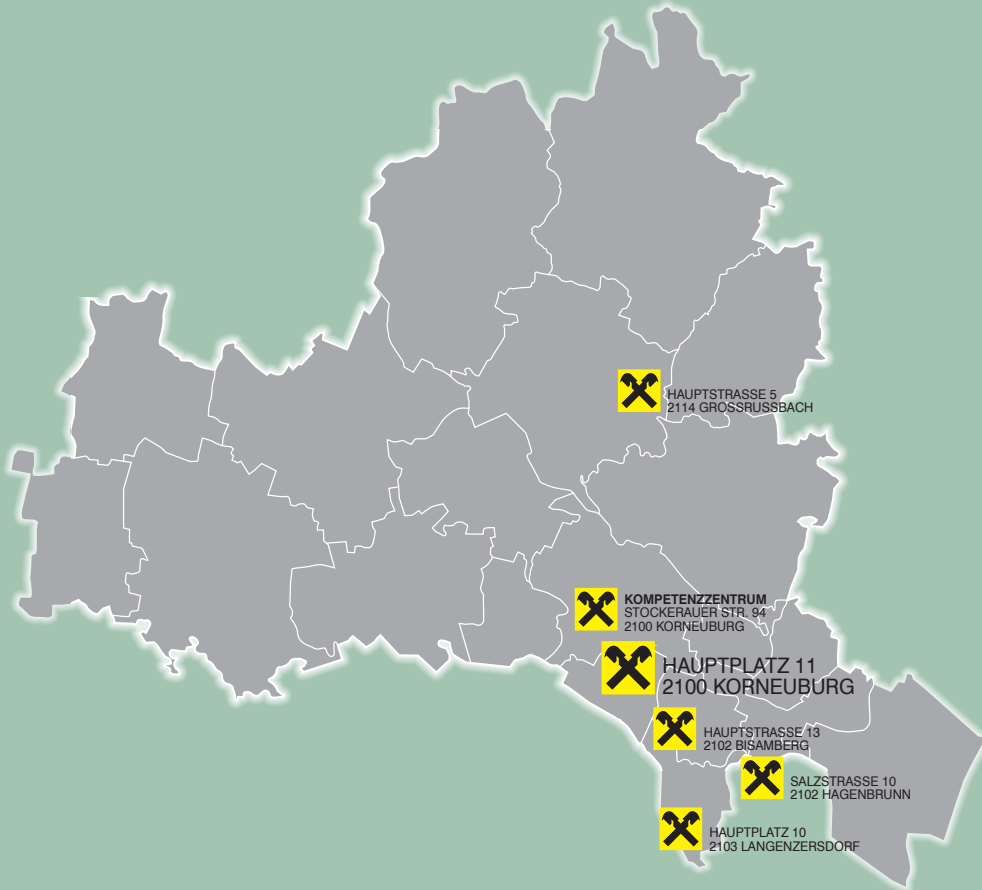 HAUPTSTRASSE 5
2114 GROSSRUSSBACH
KOMPETENZZENTRUM
STOCKERAUER STR. 94
2100 KORNEUBURG
HAUPTPLATZ 11
2100 KORNEUBURG
HAUPTSTRASSE 13
2102 BISAMBERG
SALZSTRASSE 10
2102 HAGENBRUNN
HAUPTPLATZ 10
2103 LANGENZERSDORF